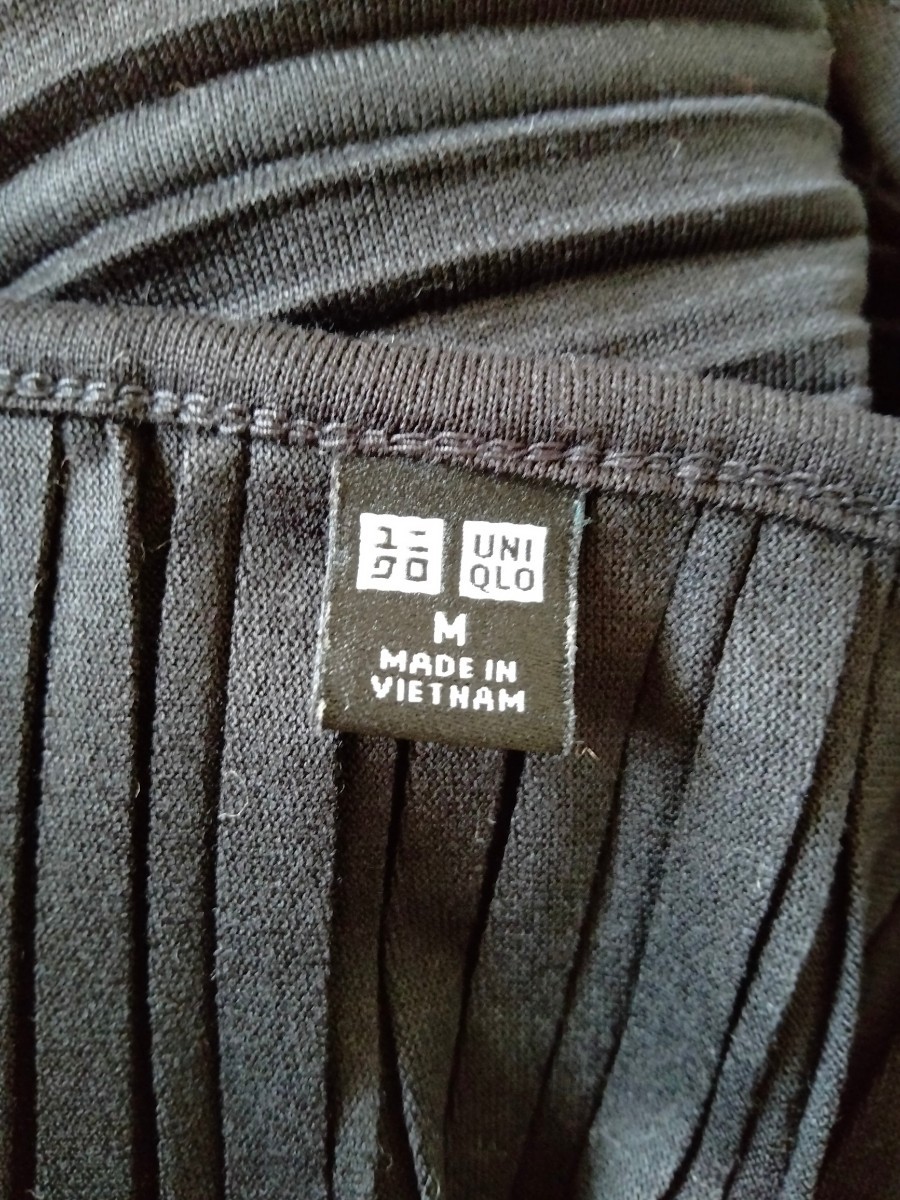 ユニ UNI
クロ QLO
M
MADE IN
VIETNAM